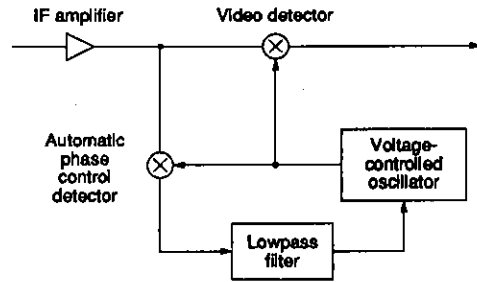 IF amplifier
Video detector
Automatic
phase
control
detector
Voltage-
controlled
oscillator
Lowpass
filter